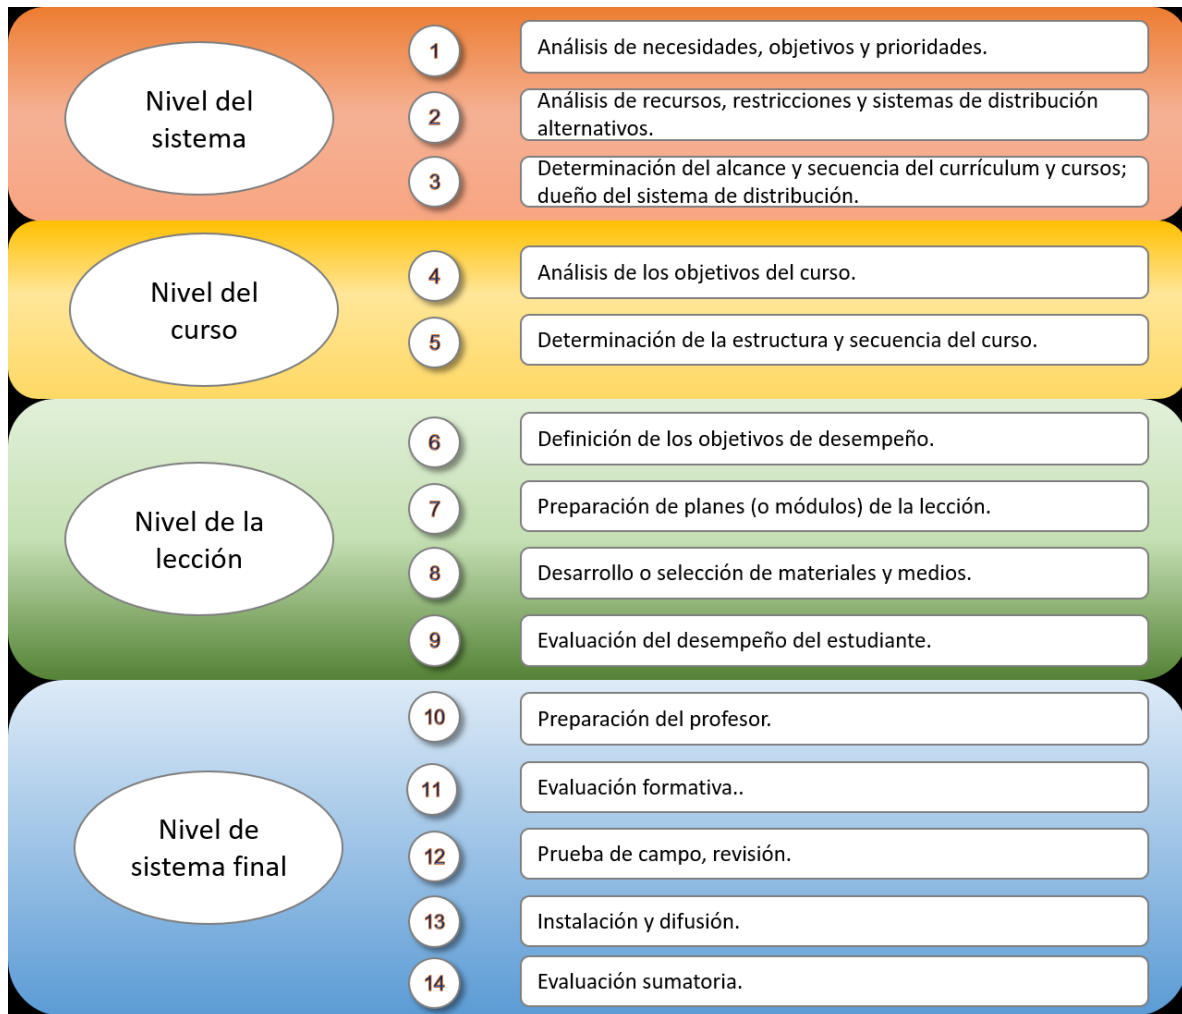 Nivel del
sistema
1
Análisis de necesidades, objetivos y prioridades.
2
Análisis de recursos, restricciones y sistemas de distribución
alternativos.
3
Determinación del alcance y secuencia del currículum y cursos;
dueño del sistema de distribución.
Nivel del
curso
4
Análisis de los objetivos del curso.
5
Determinación de la estructura y secuencia del curso.
Nivel de la
lección
6
Definición de los objetivos de desempeño.
7
Preparación de planes (o módulos) de la lección.
8
Desarrollo o selección de materiales y medios.
9
Evaluación del desempeño del estudiante.
Nivel de
sistema final
10
Preparación del profesor.
11
Evaluación formativa..
12
Prueba de campo, revisión.
13
Instalación y difusión.
14
Evaluación sumatoria.